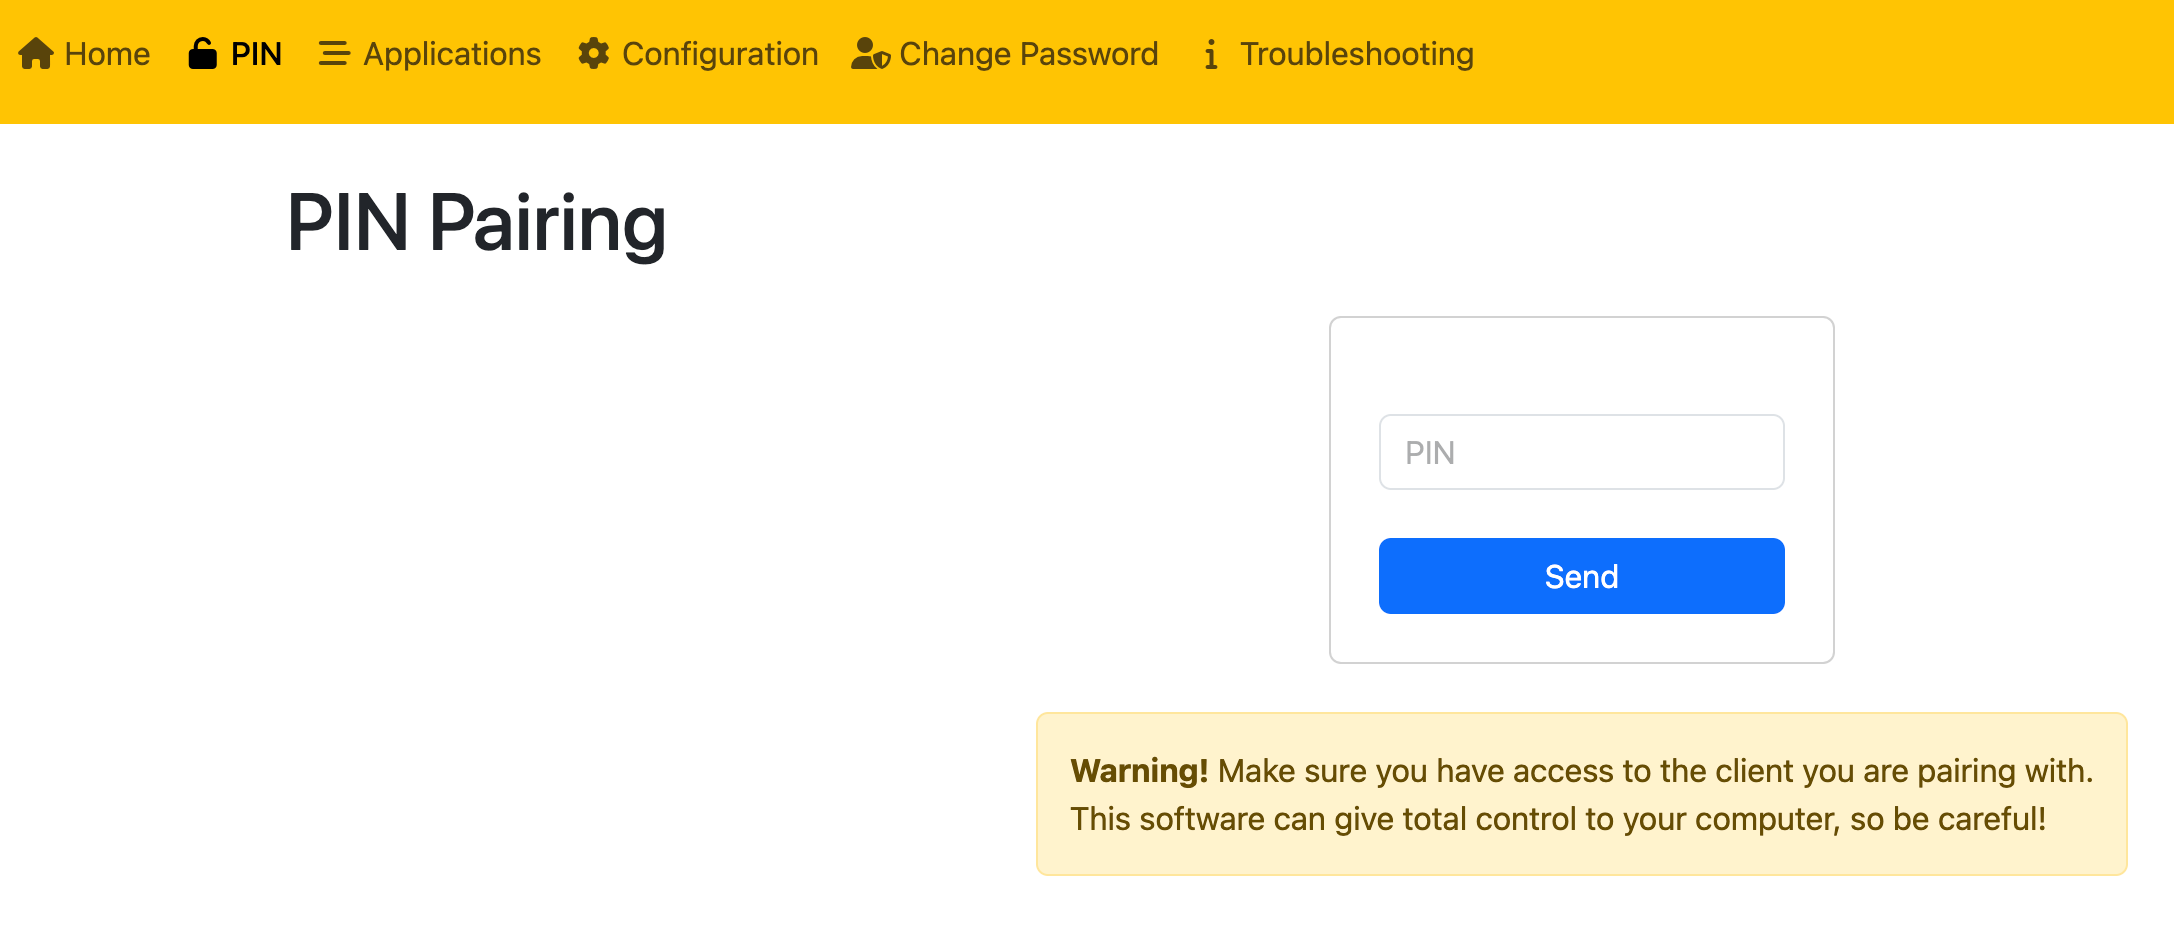 Home PIN Applications Configuration Change Password Troubleshooting
PIN Pairing
PIN
Send
Warning! Make sure you have access to the client you are pairing with.
This software can give total control to your computer, so be careful!